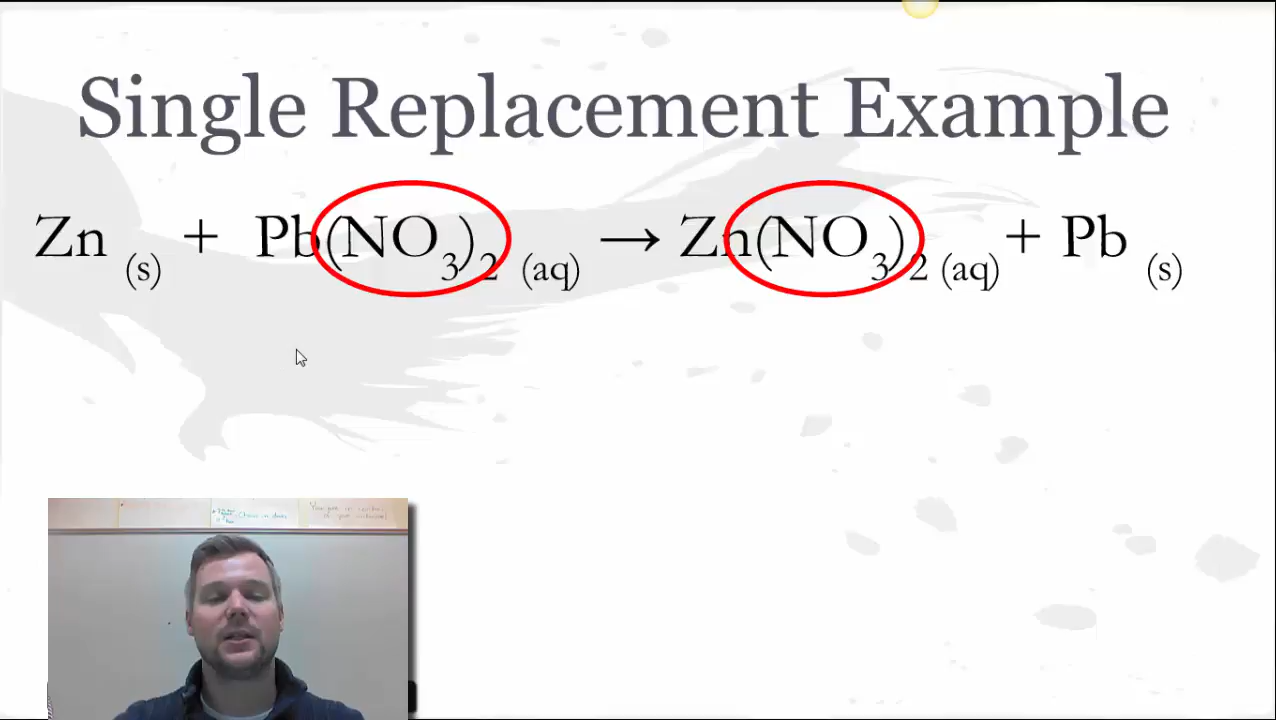 Single Replacement Example
Zn (s) + Pb(NO3)2 (aq) → Zn(NO3)2 (aq) + Pb (s)